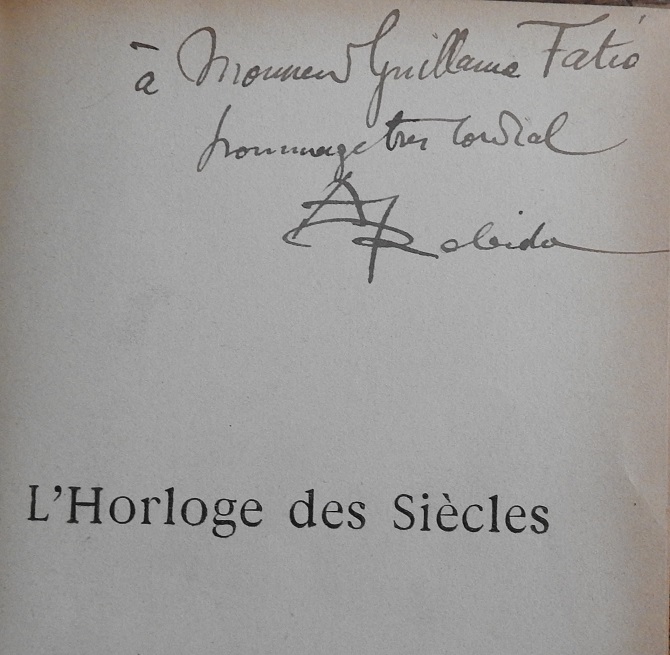 à Monsieur Guillaume Fatio
hommage très cordial
A Robida
L'Horloge des Siècles